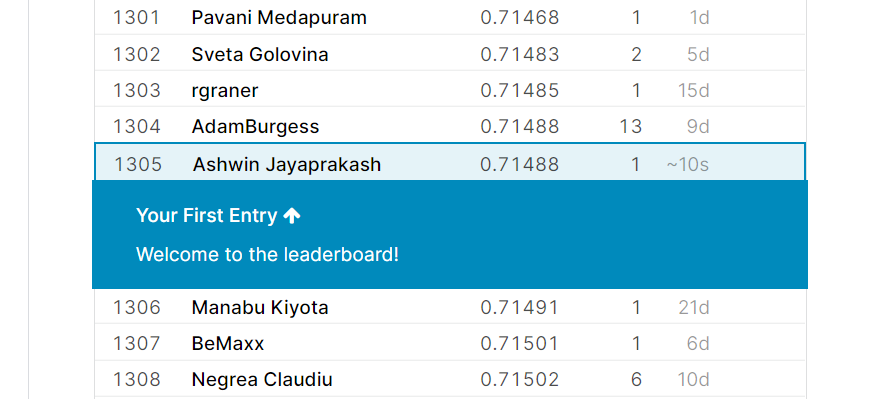 1301 Pavani Medapuram 0.71468 1 1d
1302 Sveta Golovina 0.71483 2 5d
1303 rgraner 0.71485 1 15d
1304 AdamBurgess 0.71488 13 9d
1305 Ashwin Jayaprakash 0.71488 1 ~10s
Your First Entry ↑
Welcome to the leaderboard!
1306 Manabu Kiyota 0.71491 1 21d
1307 BeMaxx 0.71501 1 6d
1308 Negrea Claudiu 0.71502 6 10d